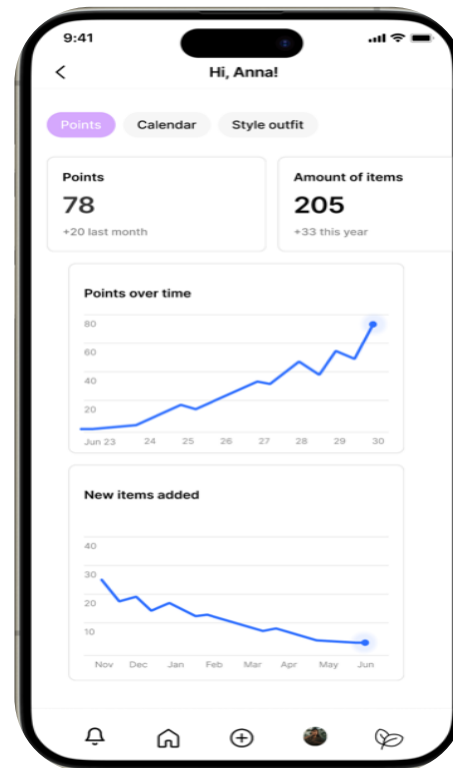 9:41
Hi, Anna!
Points Calendar Style outfit
Points
78
+20 last month
Amount of items
205
+33 this year
Points over time
80
60
40
20
Jun 23 24 25 26 27 28 29 30
New items added
40
30
20
10
Nov Dec Jan Feb Mar Apr May Jun